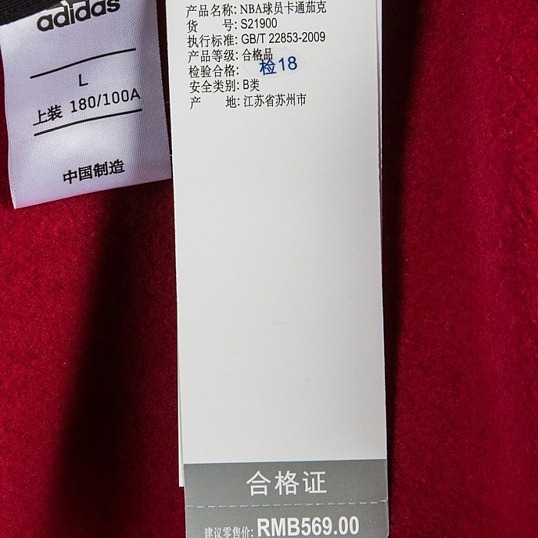 adidas
L
上装 180/100A
中国制造
产品名称: NBA球员卡通茄克
货 号: S21900
执行标准: GB/T 22853-2009
产品等级: 合格品
检验合格: 检18
安全类别: B类
产 地: 江苏省苏州市
合格证
建议零售价: RMB569.00